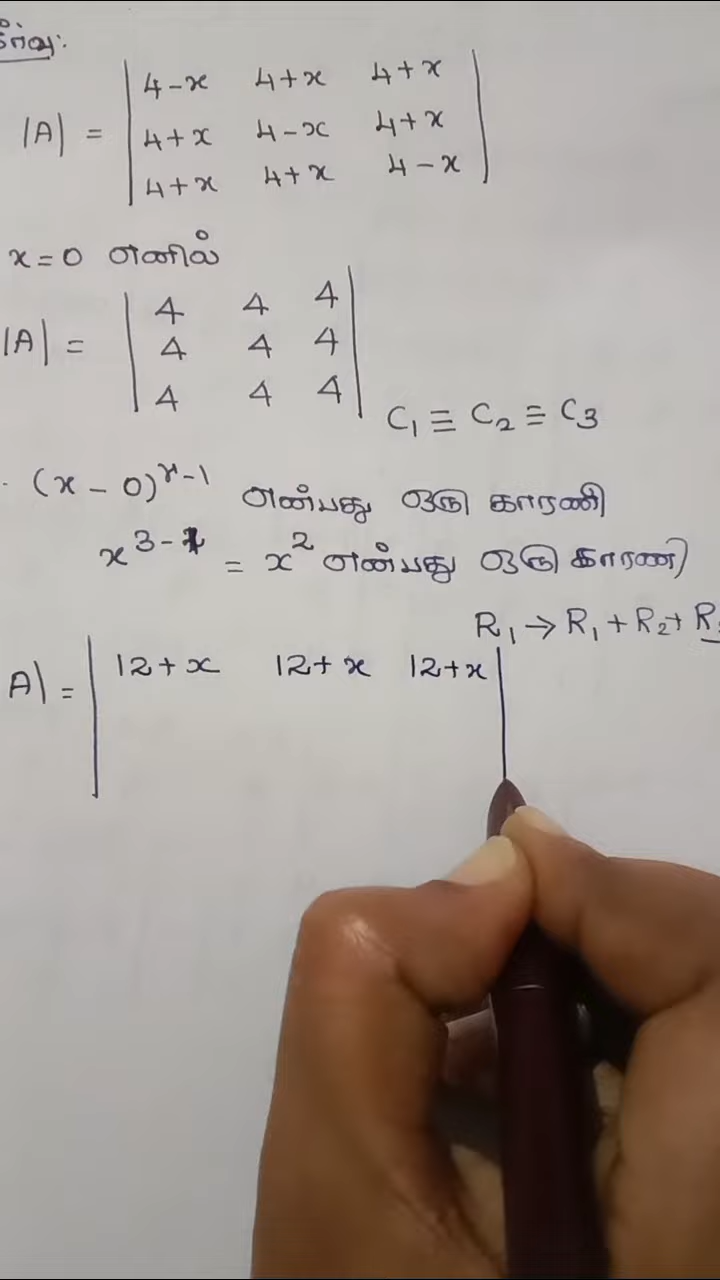 தீர்வு:
|A| = | 4-x 4+x 4+x |
| 4+x 4-x 4+x |
| 4+x 4+x 4-x |
x=0 எனில்
|A| = | 4 4 4 |
| 4 4 4 |
| 4 4 4 |
C₁ ≡ C₂ ≡ C₃
(x - 0)^(r-1) என்பது ஒரு காரணி
x^(3-1) = x² என்பது ஒரு காரணி
R₁ → R₁ + R₂ + R₃
A| = | 12+x 12+x 12+x |